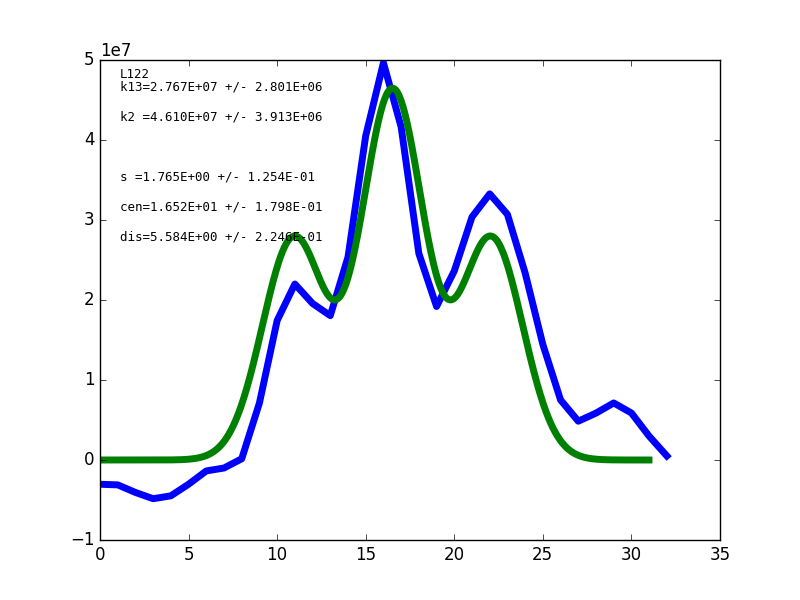 1e7
L122
k13=2.767E+07 +/- 2.801E+06
k2 =4.610E+07 +/- 3.913E+06
s =1.765E+00 +/- 1.254E-01
cen=1.652E+01 +/- 1.798E-01
dis=5.584E+00 +/- 2.246E-01
5
4
3
2
1
0
−1
0 5 10 15 20 25 30 35